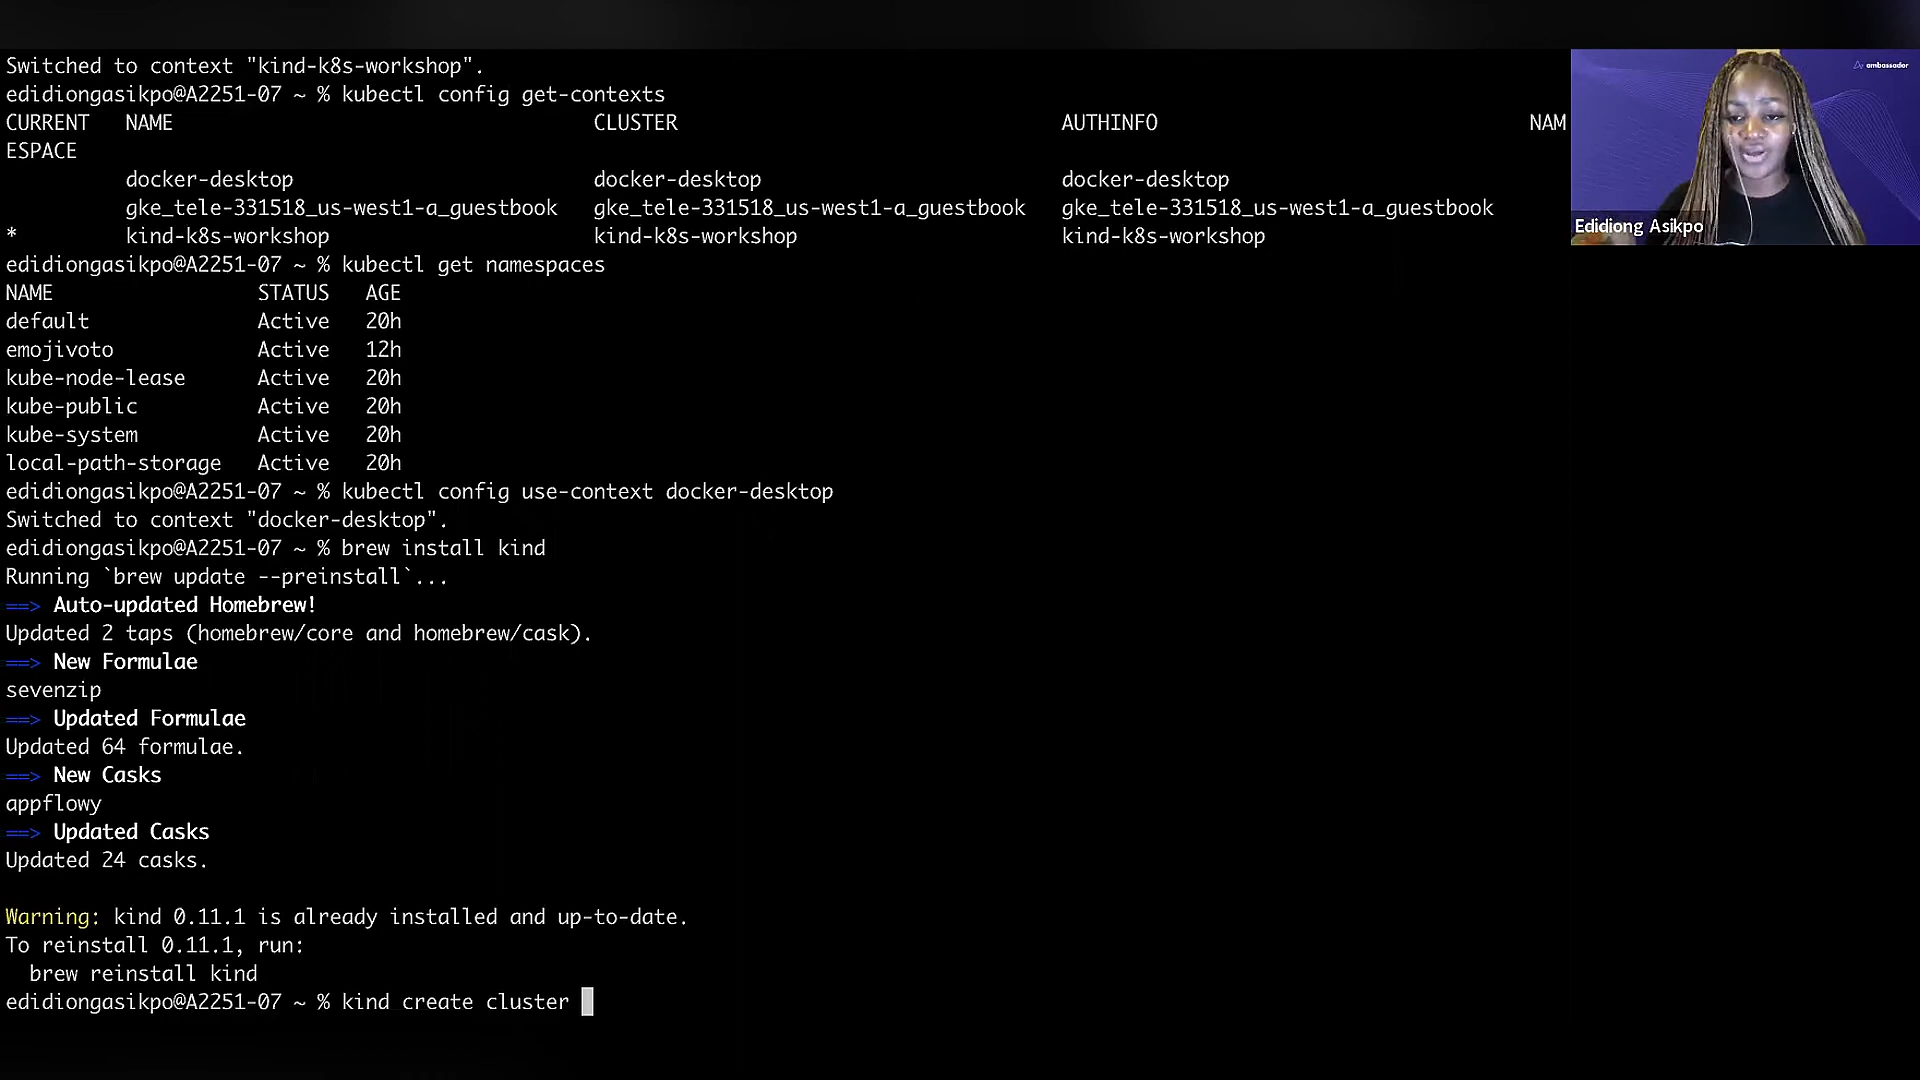 Switched to context "kind-k8s-workshop".
edidiongasikpo@A2251-07 ~ % kubectl config get-contexts
CURRENT   NAME                                   CLUSTER                                AUTHINFO                               NAM
ESPACE
          docker-desktop                         docker-desktop                         docker-desktop
          gke_tele-331518_us-west1-a_guestbook   gke_tele-331518_us-west1-a_guestbook   gke_tele-331518_us-west1-a_guestbook
*         kind-k8s-workshop                      kind-k8s-workshop                      kind-k8s-workshop
edidiongasikpo@A2251-07 ~ % kubectl get namespaces
NAME                 STATUS   AGE
default              Active   20h
emojivoto            Active   12h
kube-node-lease      Active   20h
kube-public          Active   20h
kube-system          Active   20h
local-path-storage   Active   20h
edidiongasikpo@A2251-07 ~ % kubectl config use-context docker-desktop
Switched to context "docker-desktop".
edidiongasikpo@A2251-07 ~ % brew install kind
Running `brew update --preinstall`...
==> Auto-updated Homebrew!
Updated 2 taps (homebrew/core and homebrew/cask).
==> New Formulae
sevenzip
==> Updated Formulae
Updated 64 formulae.
==> New Casks
appflowy
==> Updated Casks
Updated 24 casks.
Warning: kind 0.11.1 is already installed and up-to-date.
To reinstall 0.11.1, run:
  brew reinstall kind
edidiongasikpo@A2251-07 ~ % kind create cluster
ambassador
Edidiong Asikpo